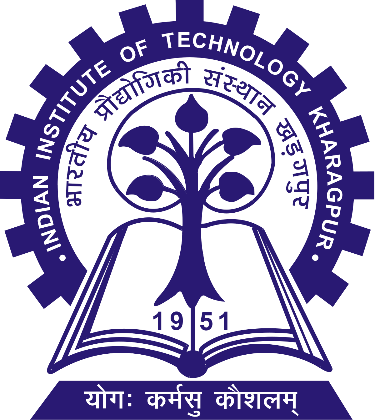 • INDIAN INSTITUTE OF TECHNOLOGY KHARAGPUR •
भारतीय प्रौद्योगिकी संस्थान खड़गपुर
1951
योगः कर्मसु कौशलम्